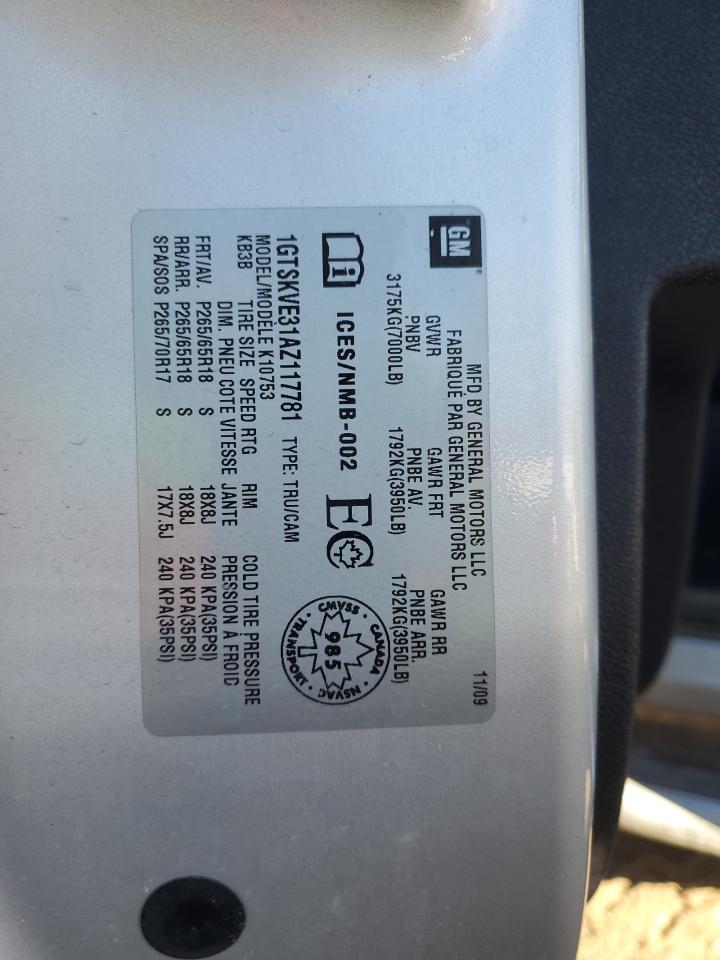 GM ®
MFD BY GENERAL MOTORS LLC 11/09
FABRIQUÉ PAR GENERAL MOTORS LLC
GVWR GAWR FRT GAWR RR
PNBV PNBE AV. PNBE ARR.
3175KG(7000LB) 1792KG(3950LB) 1792KG(3950LB)
i ICES/NMB-002 EC
CMVSS • CANADA • NSVAC • TRANSPORT •
985
1GTSKVE31AZ117781 TYPE: TRU/CAM
MODEL/MODÈLE K10753
KB3B TIRE SIZE SPEED RTG RIM COLD TIRE PRESSURE
DIM. PNEU COTE VITESSE JANTE PRESSION À FROID
FRT/AV. P265/65R18 S 18X8J 240 KPA(35PSI)
RR/ARR. P265/65R18 S 18X8J 240 KPA(35PSI)
SPA/SOS P265/70R17 S 17X7.5J 240 KPA(35PSI)